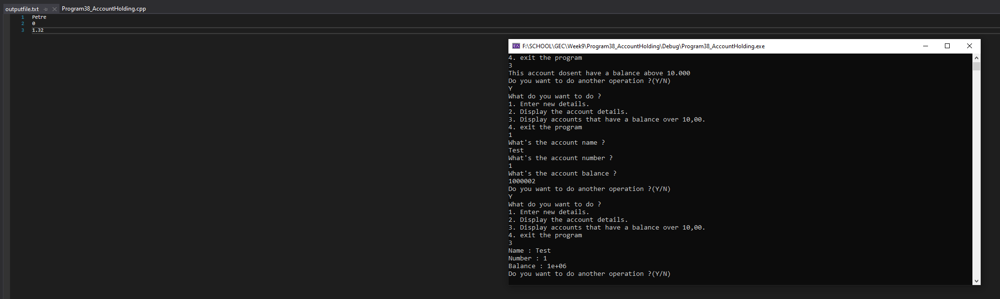 outputfile.txt Program38_AccountHolding.cpp
1 Petre
2 0
3 1.32
F:\SCHOOL\GEC\Week9\Program38_AccountHolding\Debug\Program38_AccountHolding.exe
4. exit the program
3
This account dosent have a balance above 10.000
Do you want to do another operation ?(Y/N)
Y
What do you want to do ?
1. Enter new details.
2. Display the account details.
3. Display accounts that have a balance over 10,00.
4. exit the program
1
What's the account name ?
Test
What's the account number ?
1
What's the account balance ?
1000002
Do you want to do another operation ?(Y/N)
Y
What do you want to do ?
1. Enter new details.
2. Display the account details.
3. Display accounts that have a balance over 10,00.
4. exit the program
3
Name : Test
Number : 1
Balance : 1e+06
Do you want to do another operation ?(Y/N)